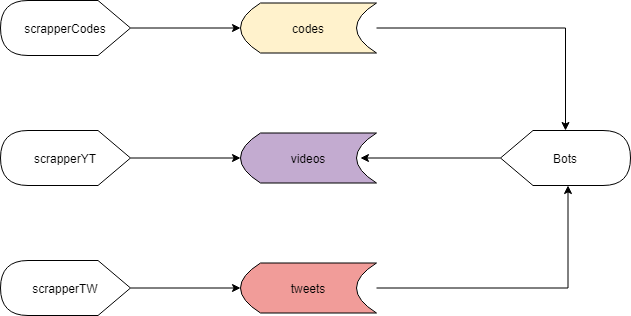 scrapperCodes
codes
scrapperYT
videos
Bots
scrapperTW
tweets